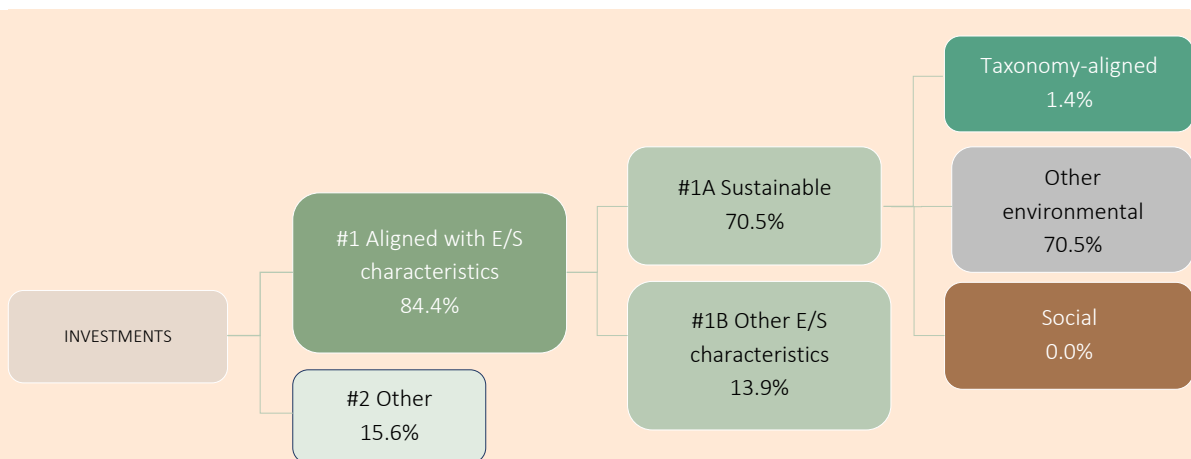 INVESTMENTS
#1 Aligned with E/S
characteristics
84.4%
#2 Other
15.6%
#1A Sustainable
70.5%
#1B Other E/S
characteristics
13.9%
Taxonomy-aligned
1.4%
Other
environmental
70.5%
Social
0.0%